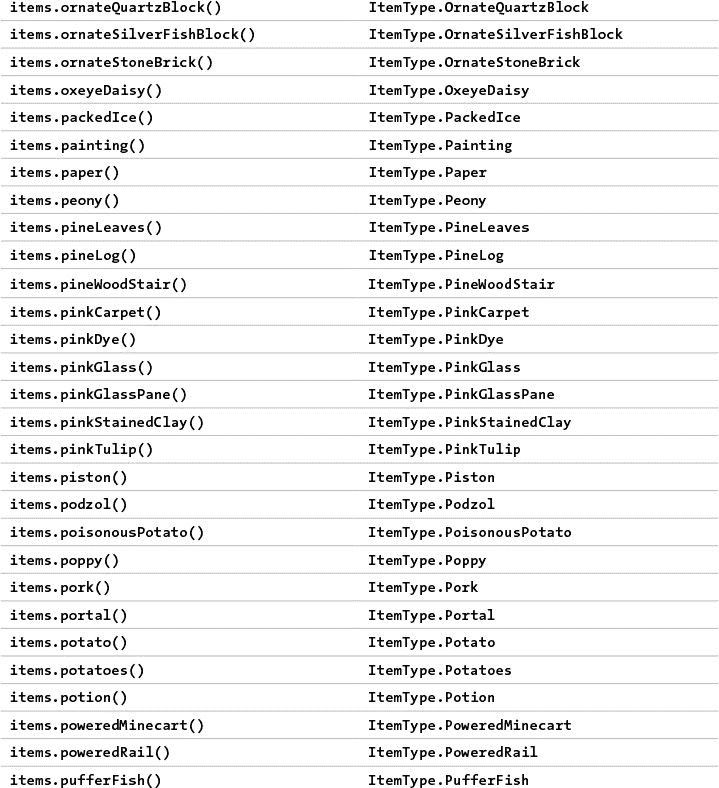 items.ornateQuartzBlock() ItemType.OrnateQuartzBlock
items.ornateSilverFishBlock() ItemType.OrnateSilverFishBlock
items.ornateStoneBrick() ItemType.OrnateStoneBrick
items.oxeyeDaisy() ItemType.OxeyeDaisy
items.packedIce() ItemType.PackedIce
items.painting() ItemType.Painting
items.paper() ItemType.Paper
items.peony() ItemType.Peony
items.pineLeaves() ItemType.PineLeaves
items.pineLog() ItemType.PineLog
items.pineWoodStair() ItemType.PineWoodStair
items.pinkCarpet() ItemType.PinkCarpet
items.pinkDye() ItemType.PinkDye
items.pinkGlass() ItemType.PinkGlass
items.pinkGlassPane() ItemType.PinkGlassPane
items.pinkStainedClay() ItemType.PinkStainedClay
items.pinkTulip() ItemType.PinkTulip
items.piston() ItemType.Piston
items.podzol() ItemType.Podzol
items.poisonousPotato() ItemType.PoisonousPotato
items.poppy() ItemType.Poppy
items.pork() ItemType.Pork
items.portal() ItemType.Portal
items.potato() ItemType.Potato
items.potatoes() ItemType.Potatoes
items.potion() ItemType.Potion
items.poweredMinecart() ItemType.PoweredMinecart
items.poweredRail() ItemType.PoweredRail
items.pufferFish() ItemType.PufferFish